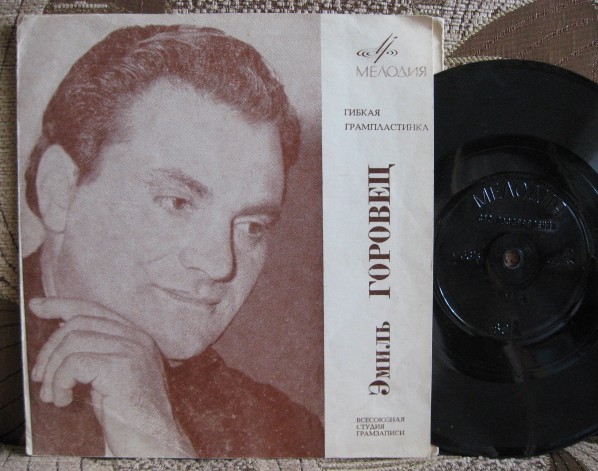 МЕЛОДИЯ
ГИБКАЯ
ГРАМПЛАСТИНКА
Эмиль ГОРОВЕЦ
ВСЕСОЮЗНАЯ
СТУДИЯ
ГРАМЗАПИСИ
МЕЛОДИЯ